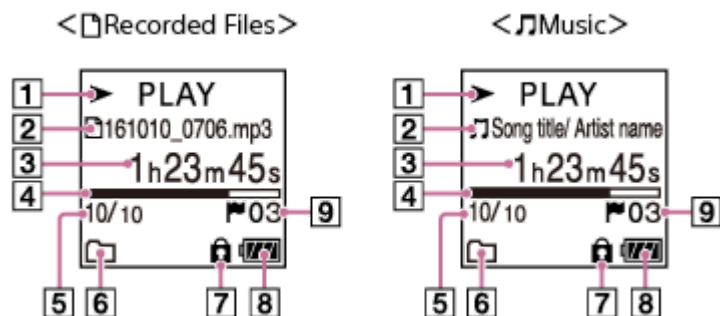 <Recorded Files>
1 PLAY
2 161010_0706.mp3
3 1h23m45s
4
10/10 03 9
5 6 7 8
<Music>
1 PLAY
2 Song title/ Artist name
3 1h23m45s
4
10/10 03 9
5 6 7 8